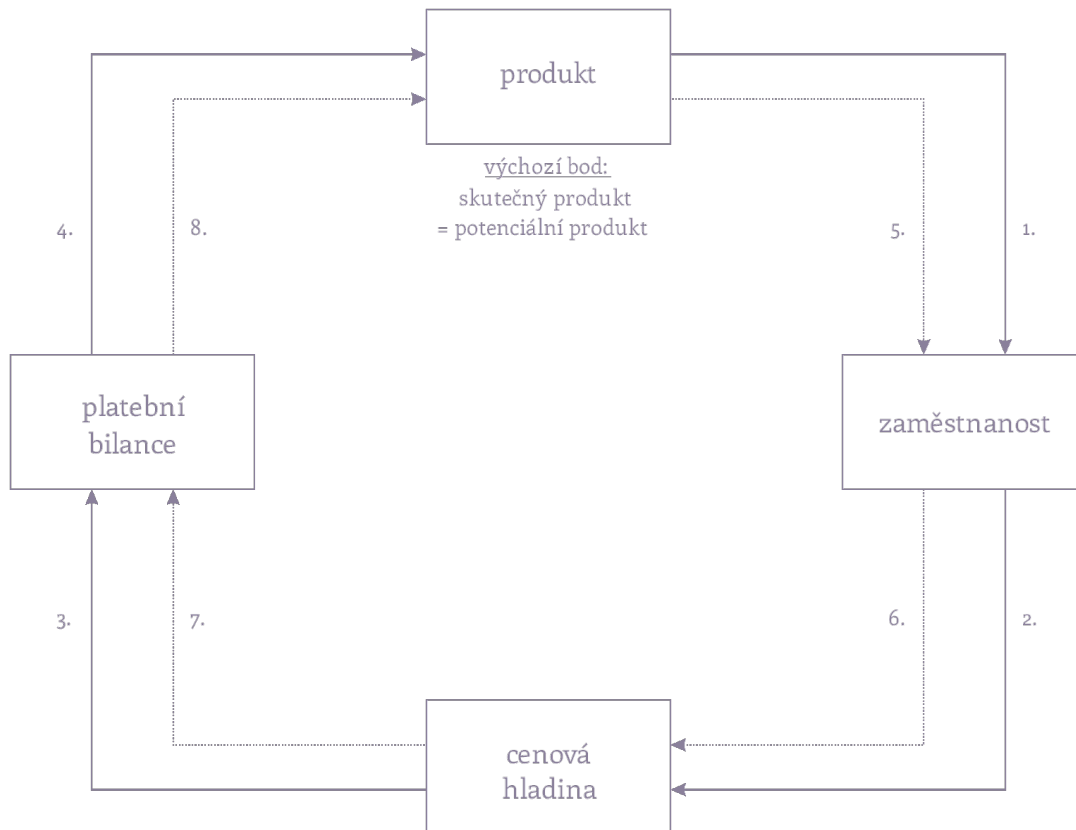 produkt
výchozí bod:
skutečný produkt
= potenciální produkt
4.
8.
5.
1.
platební
bilance
zaměstnanost
3.
7.
6.
2.
cenová
hladina